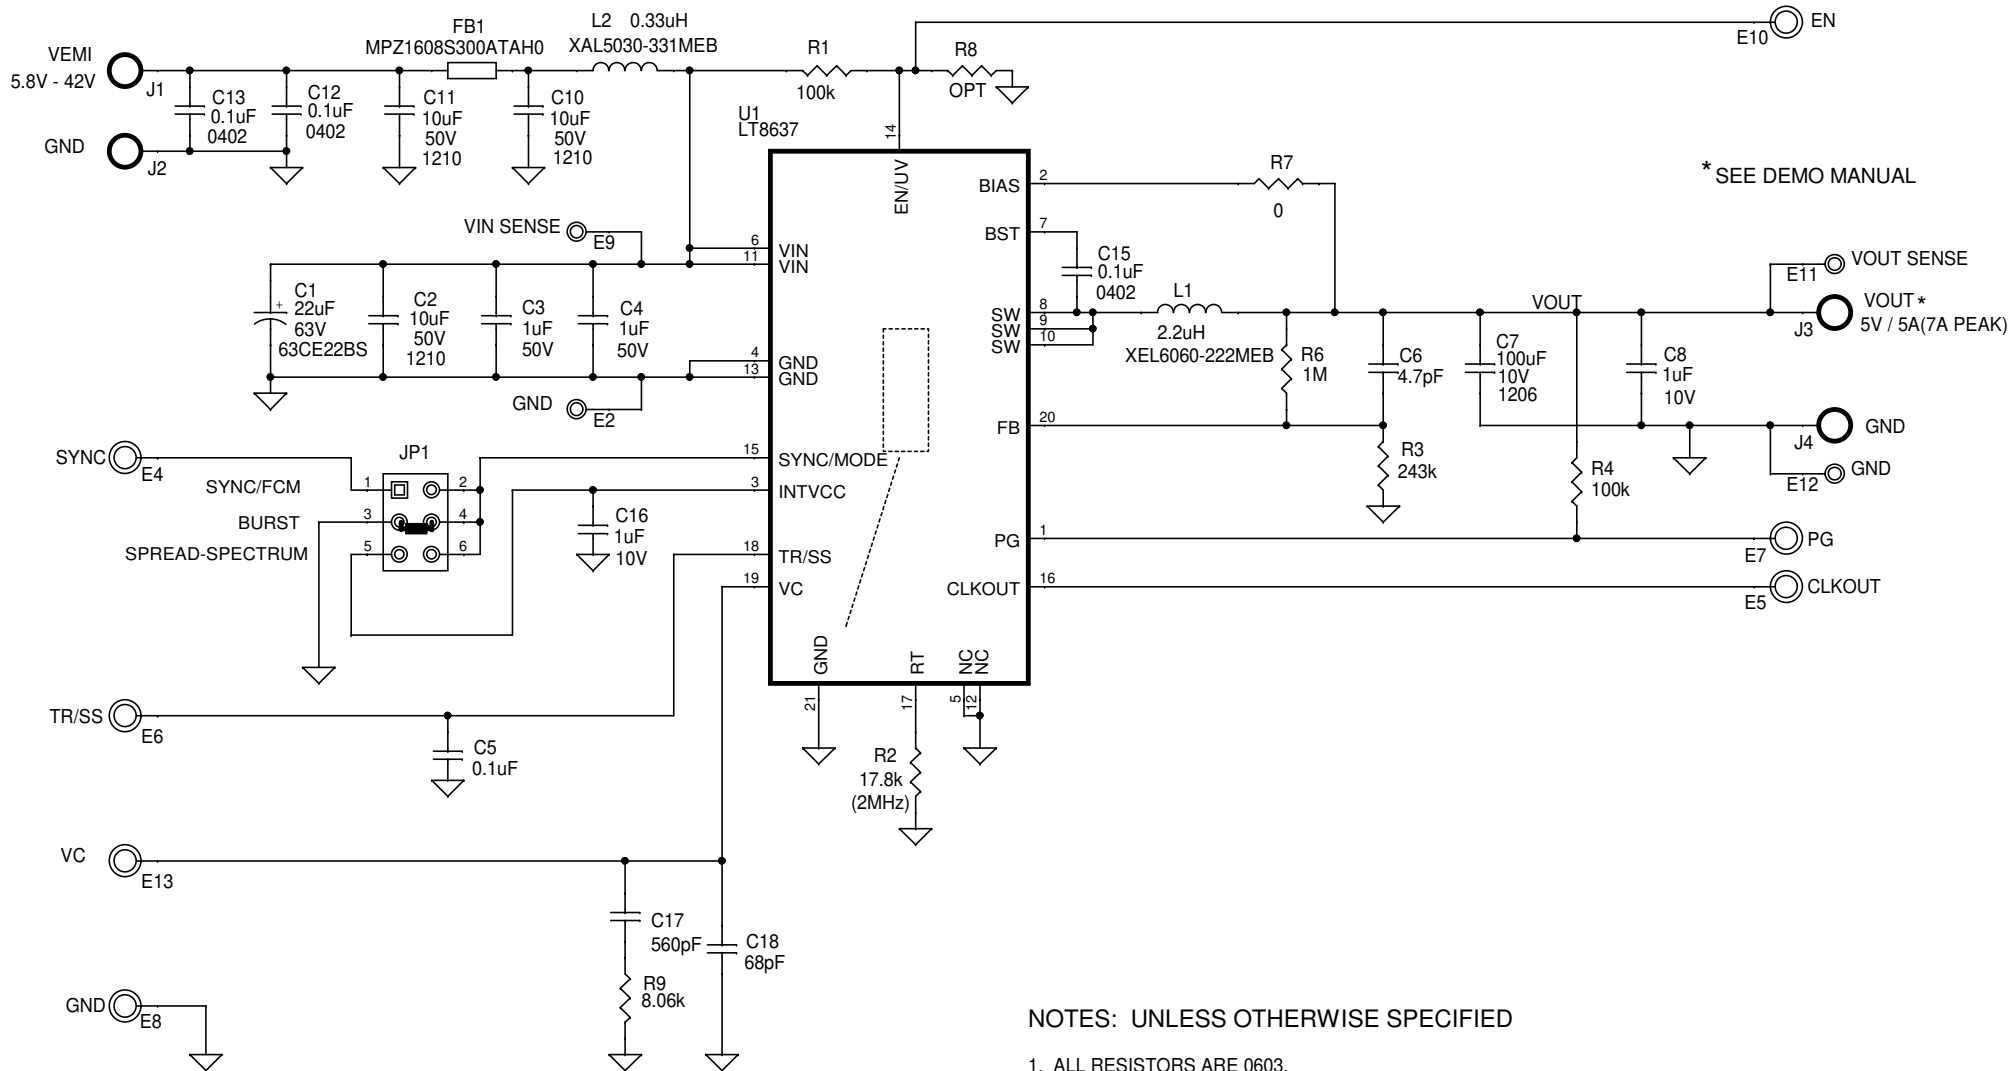 VEMI
5.8V - 42V
J1
GND
J2
C13
0.1uF
0402
C12
0.1uF
0402
C11
10uF
50V
1210
FB1
MPZ1608S300ATAH0
C10
10uF
50V
1210
L2 0.33uH
XAL5030-331MEB
R1
100k
R8
OPT
E10
EN
U1
LT8637
14
EN/UV
* SEE DEMO MANUAL
VIN SENSE
E9
6
VIN
11
VIN
C1
+
22uF
63V
63CE22BS
C2
10uF
50V
1210
C3
1uF
50V
C4
1uF
50V
4
GND
13
GND
GND
E2
BIAS
2
R7
0
BST
7
C15
0.1uF
0402
SW
8
SW
9
SW
10
L1
2.2uH
XEL6060-222MEB
R6
1M
C6
4.7pF
C7
100uF
10V
1206
VOUT
C8
1uF
10V
E11
VOUT SENSE
VOUT *
5V / 5A(7A PEAK)
J3
FB
20
R3
243k
R4
100k
J4
GND
E12
GND
SYNC
E4
JP1
SYNC/FCM
1
2
BURST
3
4
SPREAD-SPECTRUM
5
6
15
SYNC/MODE
3
INTVCC
C16
1uF
10V
18
TR/SS
19
VC
PG
1
E7
PG
CLKOUT
16
E5
CLKOUT
GND
21
RT
17
NC
NC
5
12
TR/SS
E6
C5
0.1uF
R2
17.8k
(2MHz)
VC
E13
C17
560pF
C18
68pF
R9
8.06k
GND
E8
NOTES: UNLESS OTHERWISE SPECIFIED
1. ALL RESISTORS ARE 0603.